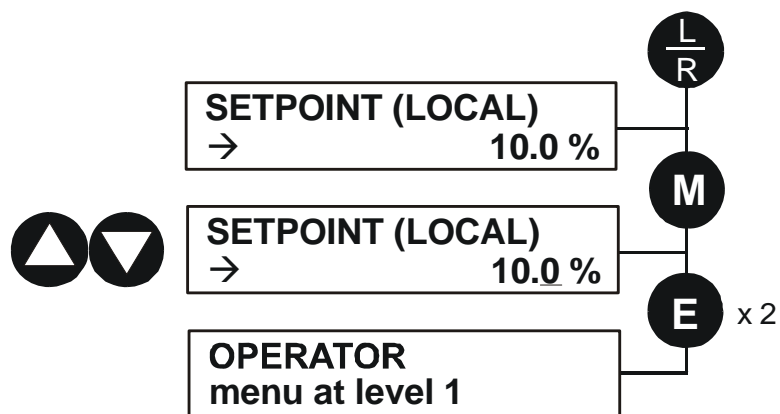 L
R
SETPOINT (LOCAL)
→ 10.0 %
M
SETPOINT (LOCAL)
→ 10.0 %
E x 2
OPERATOR
menu at level 1